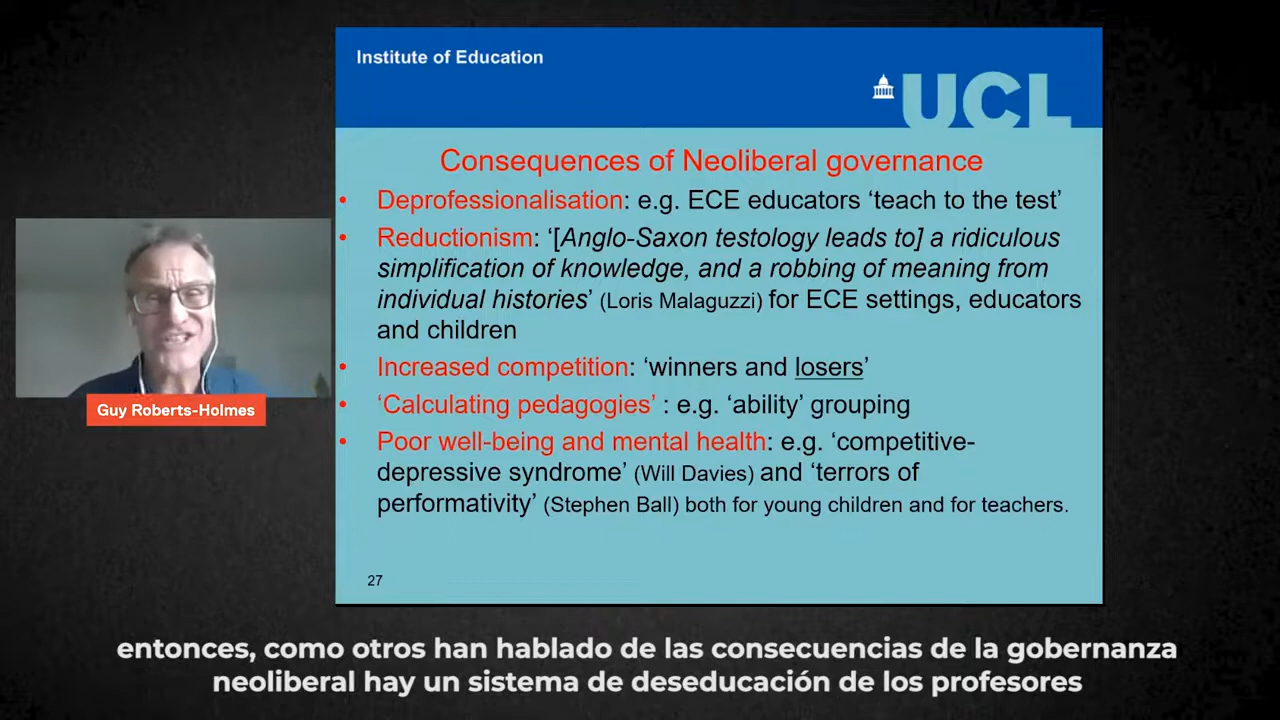 Institute of Education
UCL
Consequences of Neoliberal governance
• Deprofessionalisation: e.g. ECE educators ‘teach to the test’
• Reductionism: ‘[Anglo-Saxon testology leads to] a ridiculous
simplification of knowledge, and a robbing of meaning from
individual histories’ (Loris Malaguzzi) for ECE settings, educators
and children
• Increased competition: ‘winners and losers’
• ‘Calculating pedagogies’ : e.g. ‘ability’ grouping
• Poor well-being and mental health: e.g. ‘competitive-
depressive syndrome’ (Will Davies) and ‘terrors of
performativity’ (Stephen Ball) both for young children and for teachers.
27
Guy Roberts-Holmes
entonces, como otros han hablado de las consecuencias de la gobernanza
neoliberal hay un sistema de deseducación de los profesores